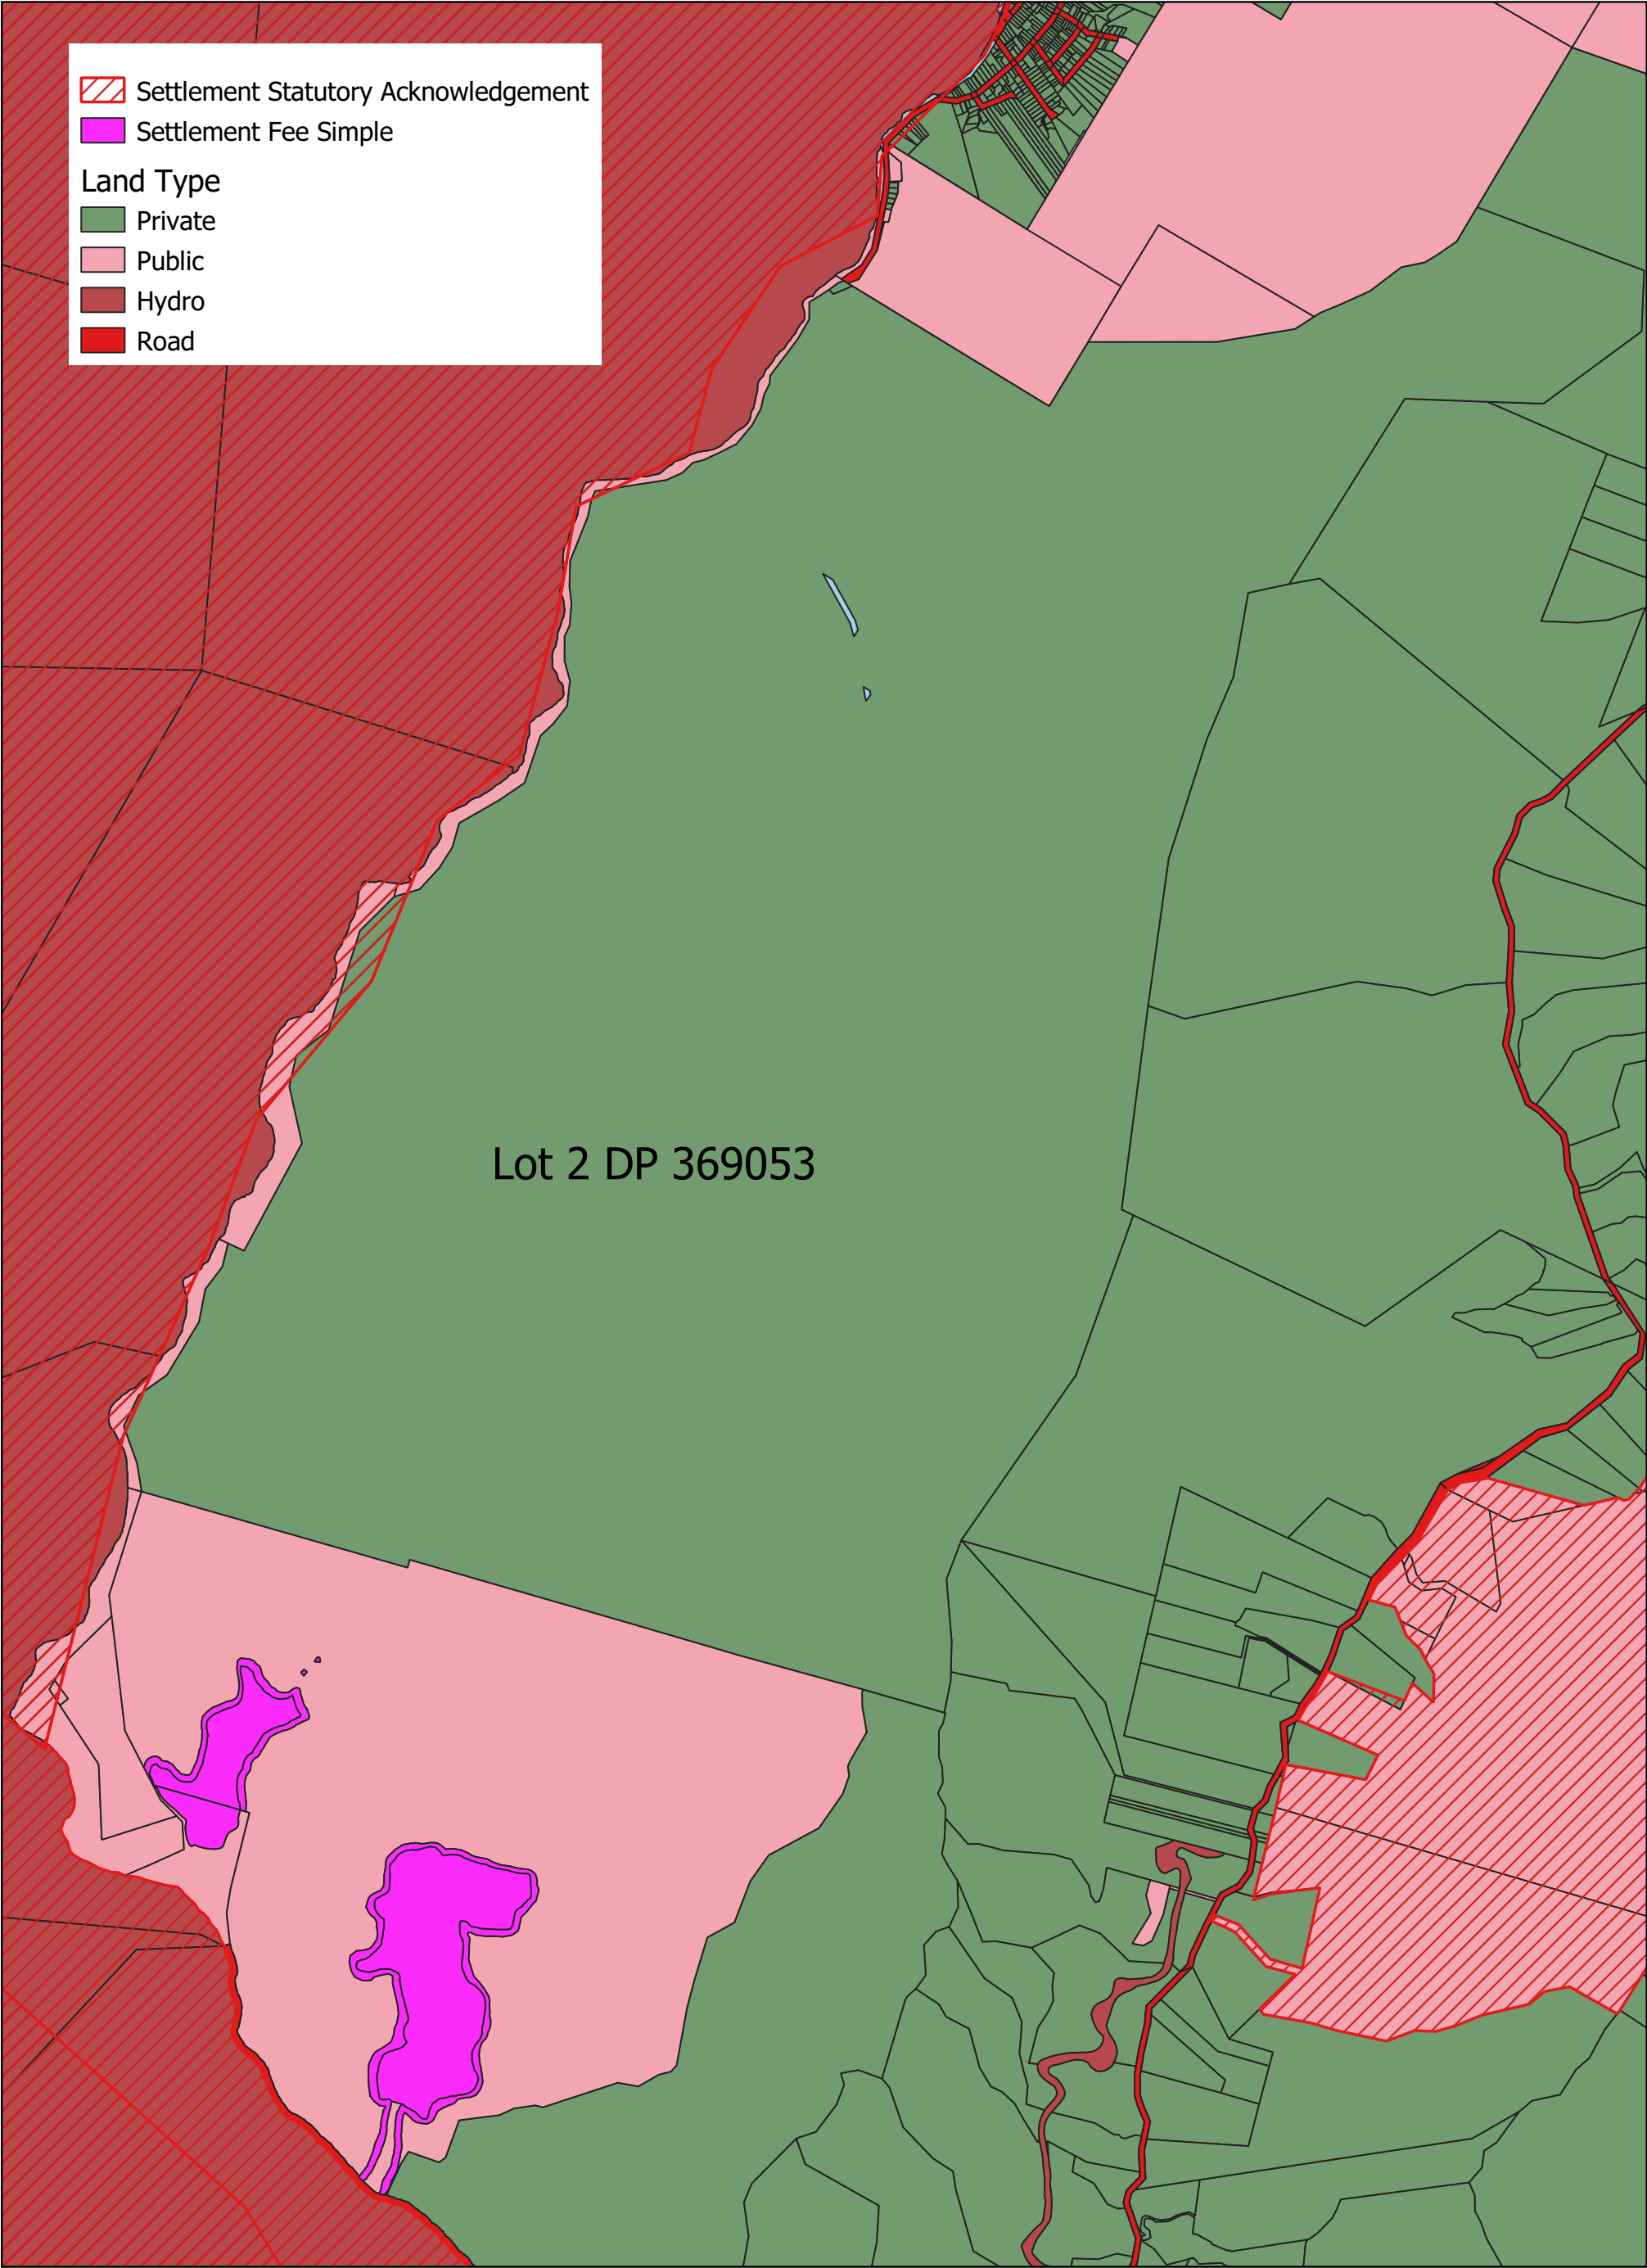 Settlement Statutory Acknowledgement
Settlement Fee Simple
Land Type
Private
Public
Hydro
Road
Lot 2 DP 369053